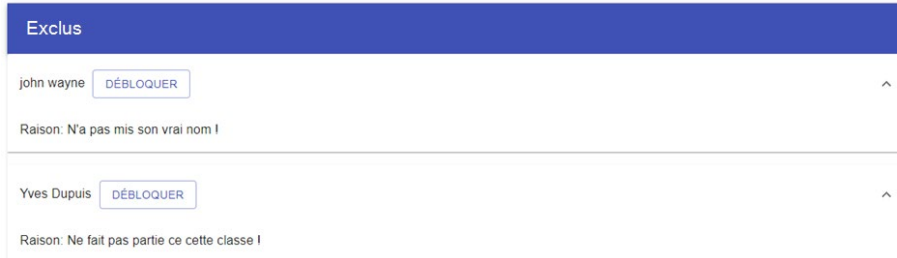 Exclus
john wayne DÉBLOQUER
Raison: N'a pas mis son vrai nom !
Yves Dupuis DÉBLOQUER
Raison: Ne fait pas partie ce cette classe !